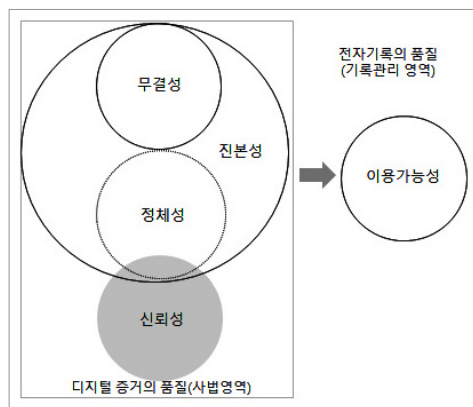 전자기록의 품질
(기록관리 영역)
무결성
진본성
이용가능성
정체성
신뢰성
디지털 증거의 품질(사법영역)